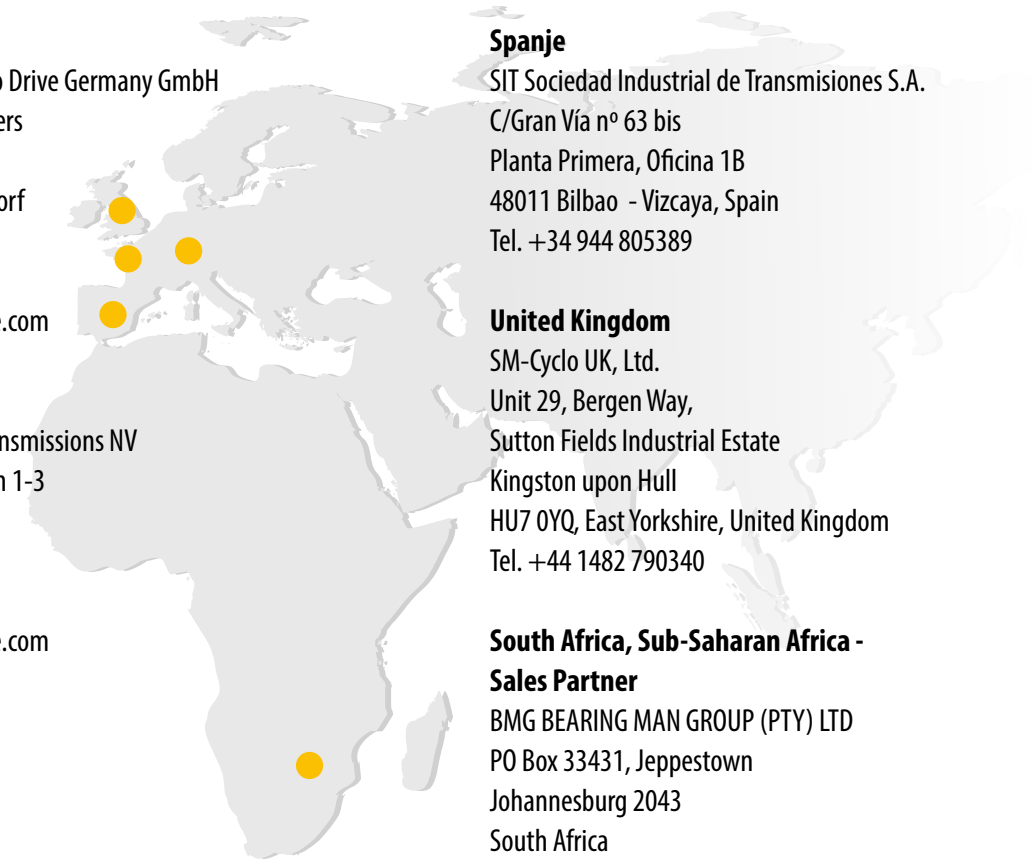 Drive Germany GmbH
.com
NV
1-3
.com
Spanje
SIT Sociedad Industrial de Transmisiones S.A.
C/Gran Vía nº 63 bis
Planta Primera, Oficina 1B
48011 Bilbao - Vizcaya, Spain
Tel. +34 944 805389
United Kingdom
SM-Cyclo UK, Ltd.
Unit 29, Bergen Way,
Sutton Fields Industrial Estate
Kingston upon Hull
HU7 0YQ, East Yorkshire, United Kingdom
Tel. +44 1482 790340
South Africa, Sub-Saharan Africa -
Sales Partner
BMG BEARING MAN GROUP (PTY) LTD
PO Box 33431, Jeppestown
Johannesburg 2043
South Africa